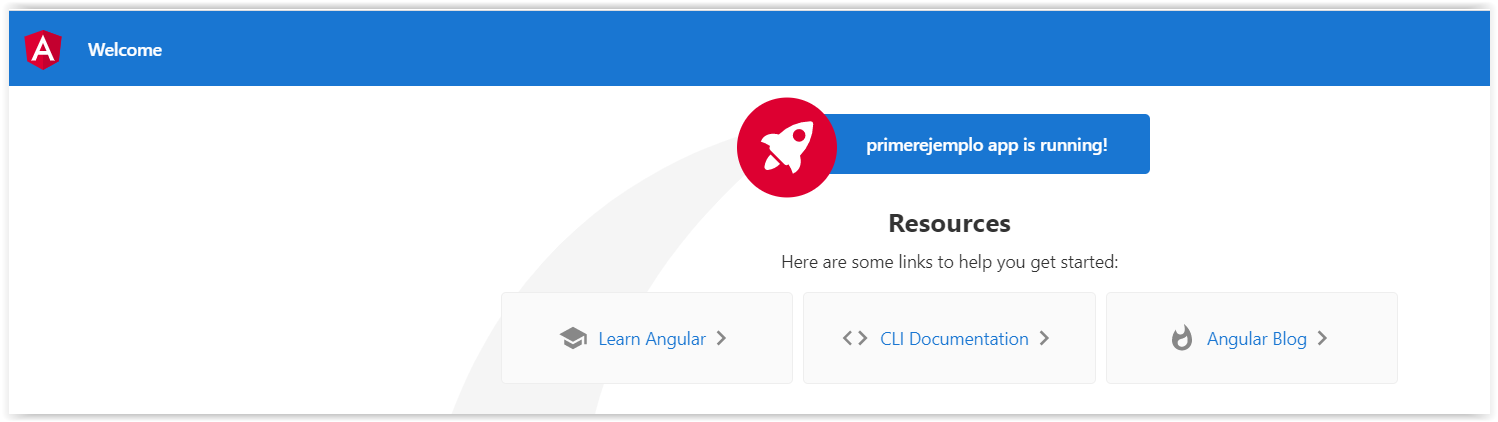 A
Welcome
primerejemplo app is running!
Resources
Here are some links to help you get started:
Learn Angular
CLI Documentation
Angular Blog